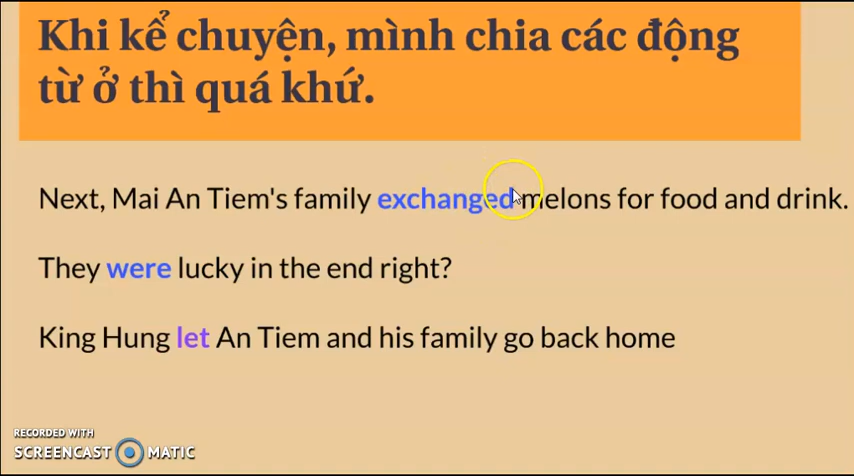 Khi kể chuyện, mình chia các động
từ ở thì quá khứ.
Next, Mai An Tiem's family exchanged melons for food and drink.
They were lucky in the end right?
King Hung let An Tiem and his family go back home
RECORDED WITH
SCREENCAST MATIC